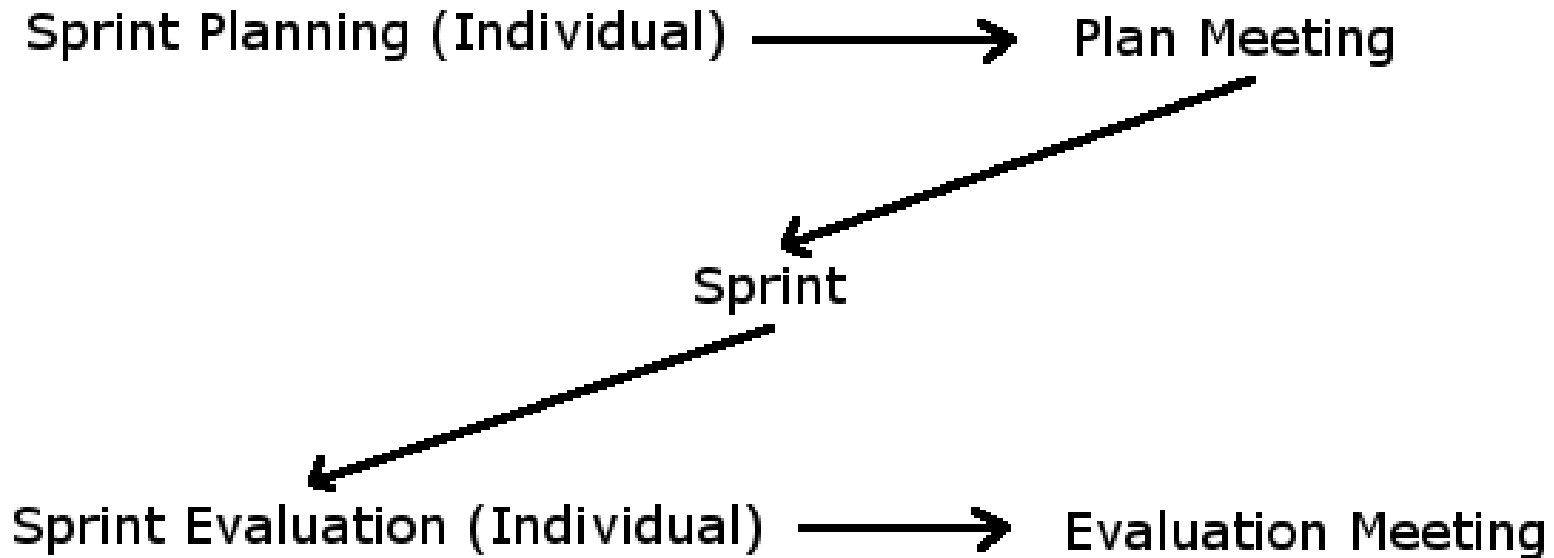 Sprint Planning (Individual)
Plan Meeting
Sprint
Sprint Evaluation (Individual)
Evaluation Meeting